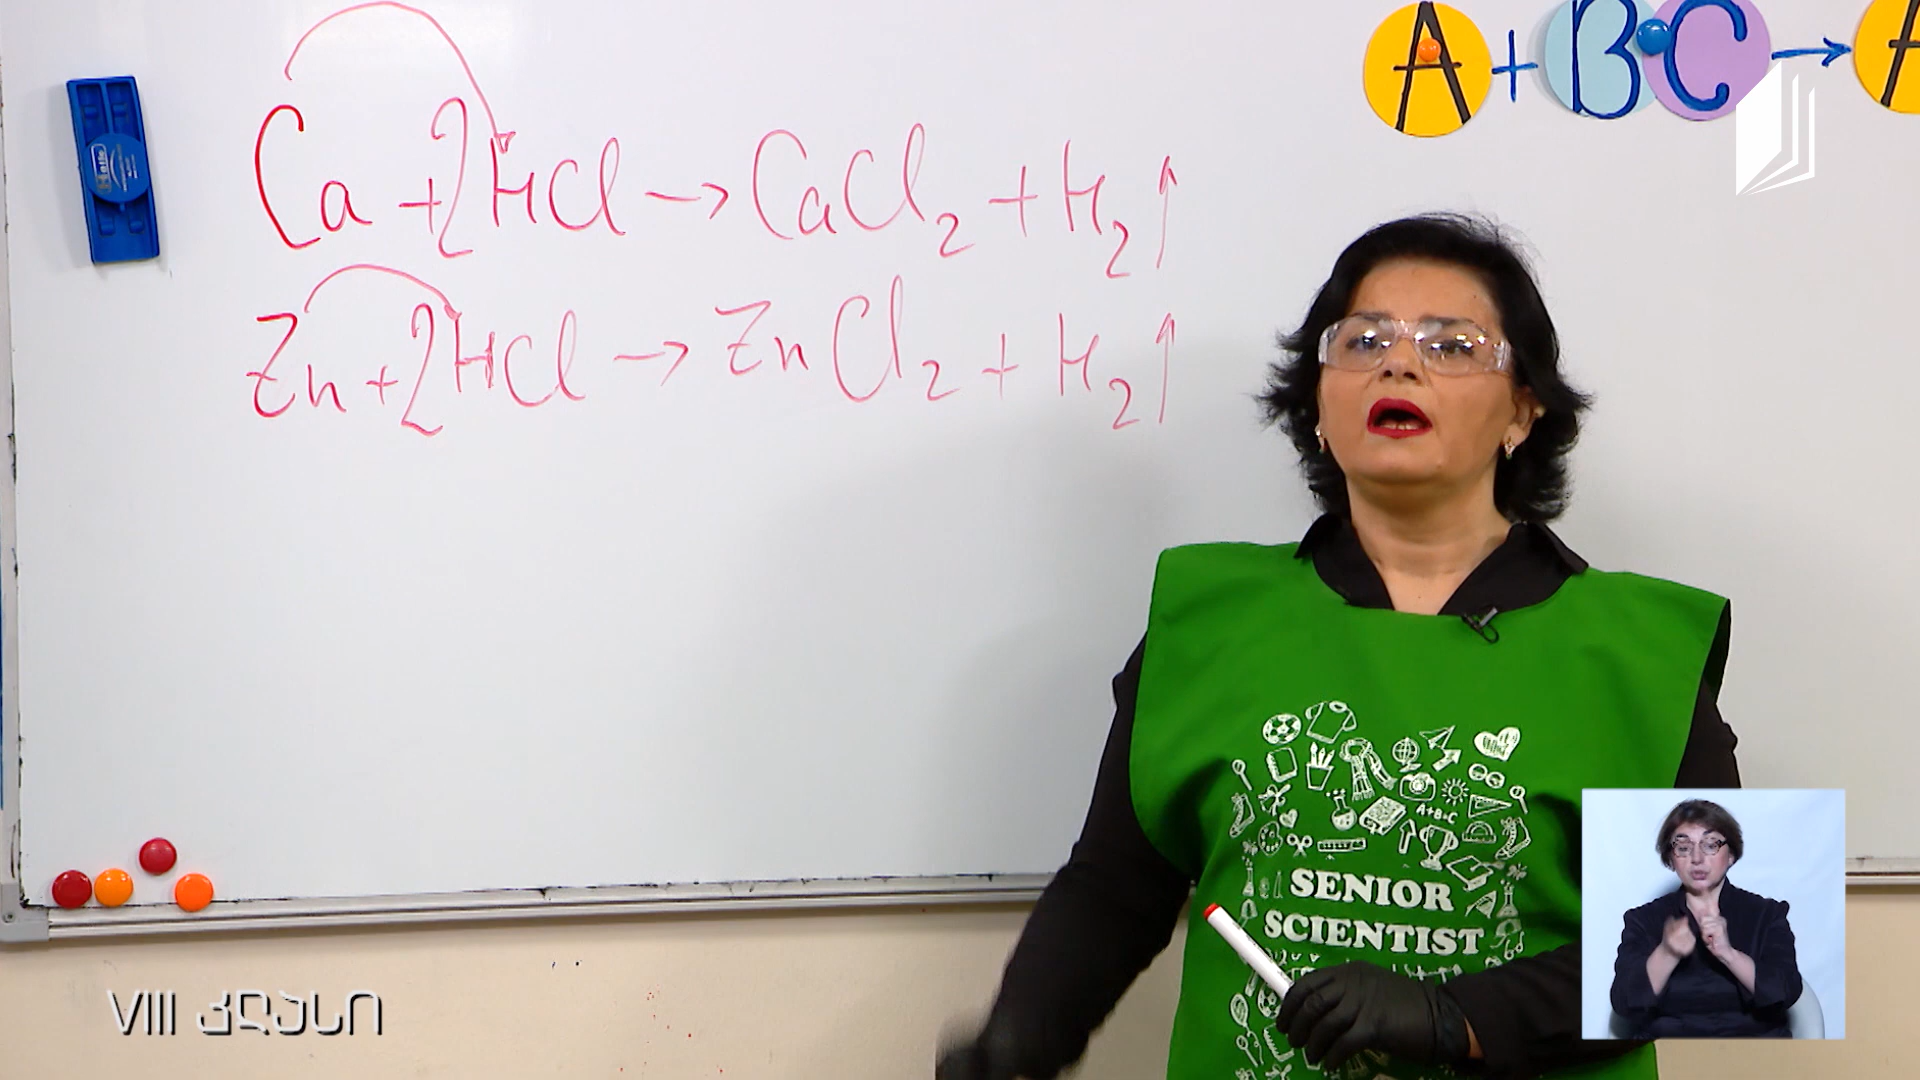 A + BC → A
Ca + 2HCl → CaCl₂ + H₂↑
Zn + 2HCl → ZnCl₂ + H₂↑
A+B=C
SENIOR
SCIENTIST
VIII კლასი